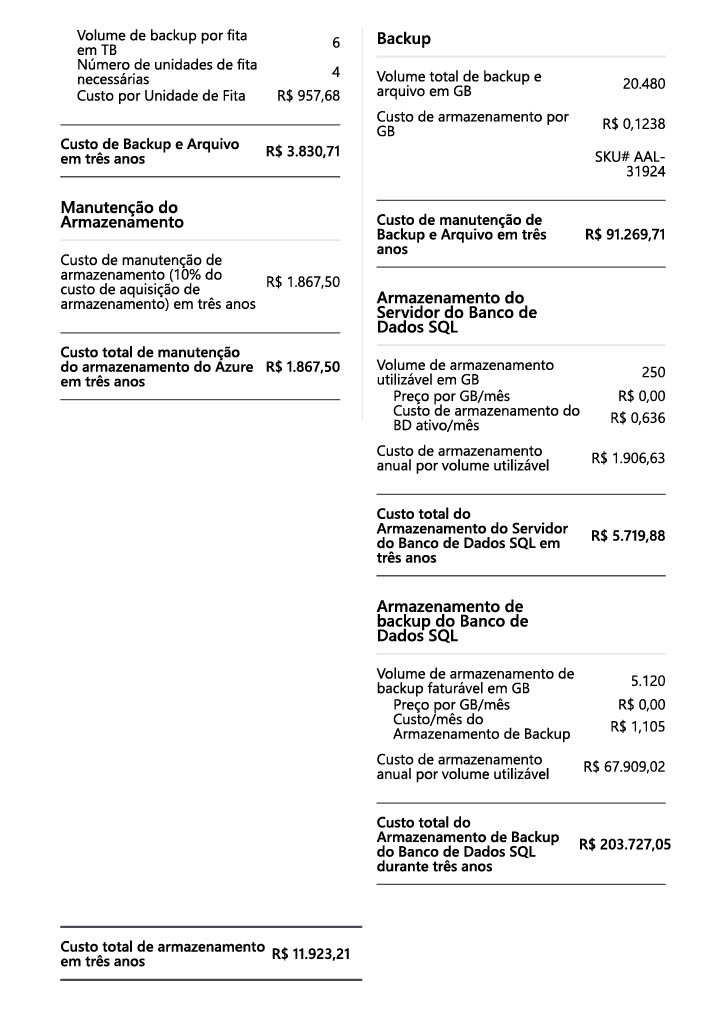 Volume de backup por fita
em TB
6
Número de unidades de fita
necessárias
4
Custo por Unidade de Fita
R$ 957,68
Custo de Backup e Arquivo
em três anos
R$ 3.830,71
Manutenção do
Armazenamento
Custo de manutenção de
armazenamento (10% do
custo de aquisição de
armazenamento) em três anos
R$ 1.867,50
Custo total de manutenção
do armazenamento do Azure
em três anos
R$ 1.867,50
Backup
Volume total de backup e
arquivo em GB
20.480
Custo de armazenamento por
GB
R$ 0,1238
SKU# AAL-
31924
Custo de manutenção de
Backup e Arquivo em três
anos
R$ 91.269,71
Armazenamento do
Servidor do Banco de
Dados SQL
Volume de armazenamento
utilizável em GB
250
Preço por GB/mês
R$ 0,00
Custo de armazenamento do
BD ativo/mês
R$ 0,636
Custo de armazenamento
anual por volume utilizável
R$ 1.906,63
Custo total do
Armazenamento do Servidor
do Banco de Dados SQL em
três anos
R$ 5.719,88
Armazenamento de
backup do Banco de
Dados SQL
Volume de armazenamento de
backup faturável em GB
5.120
Preço por GB/mês
R$ 0,00
Custo/mês do
Armazenamento de Backup
R$ 1,105
Custo de armazenamento
anual por volume utilizável
R$ 67.909,02
Custo total do
Armazenamento de Backup
do Banco de Dados SQL
durante três anos
R$ 203.727,05
Custo total de armazenamento
em três anos
R$ 11.923,21